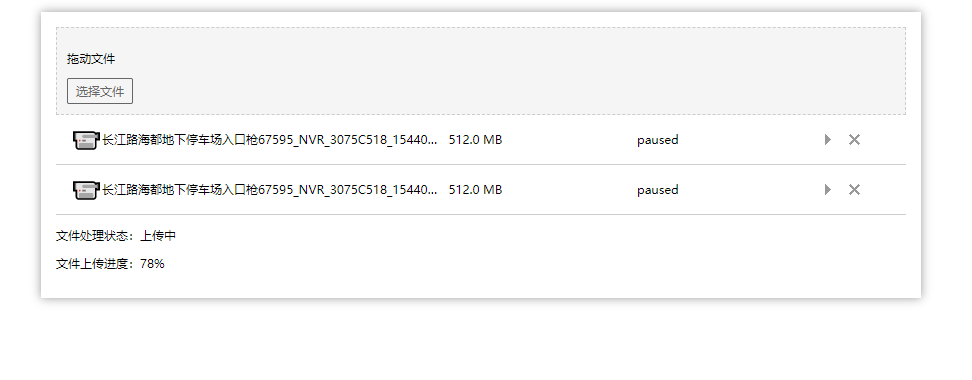 拖动文件
选择文件
长江路海都地下停车场入口枪67595_NVR_3075C518_15440... 512.0 MB paused
长江路海都地下停车场入口枪67595_NVR_3075C518_15440... 512.0 MB paused
文件处理状态：上传中
文件上传进度：78%